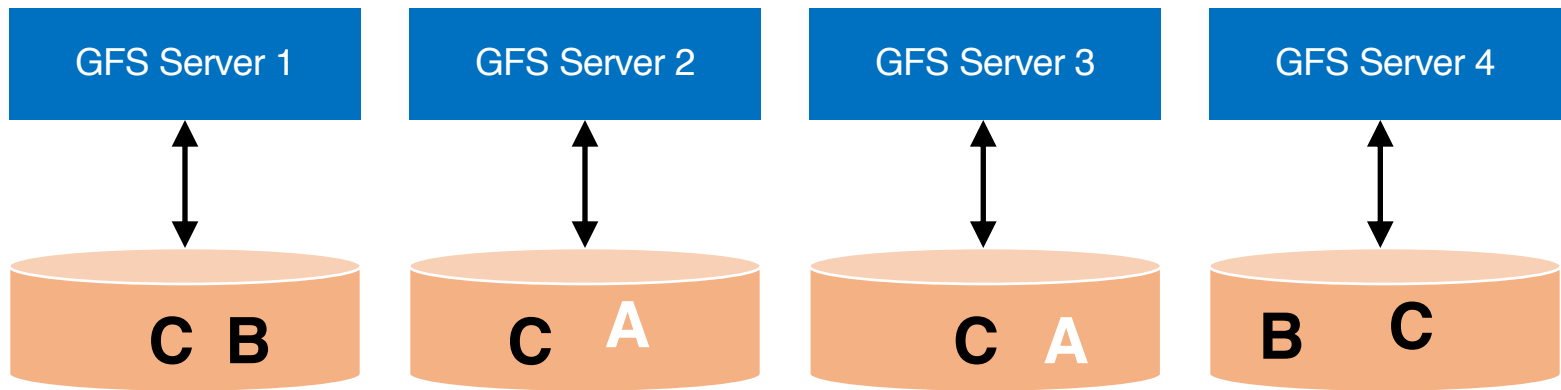 GFS Server 1
GFS Server 2
GFS Server 3
GFS Server 4
C B
C A
C A
B C